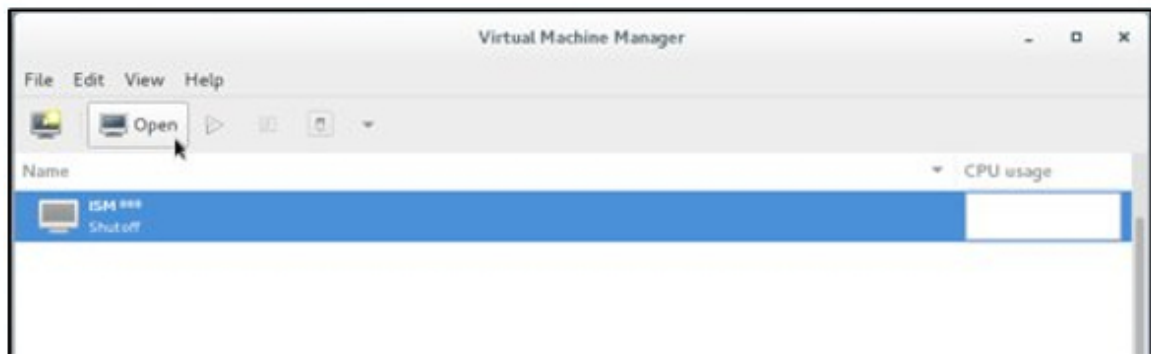 Virtual Machine Manager
File Edit View Help
Open
Name CPU usage
ISM ***
Shutoff